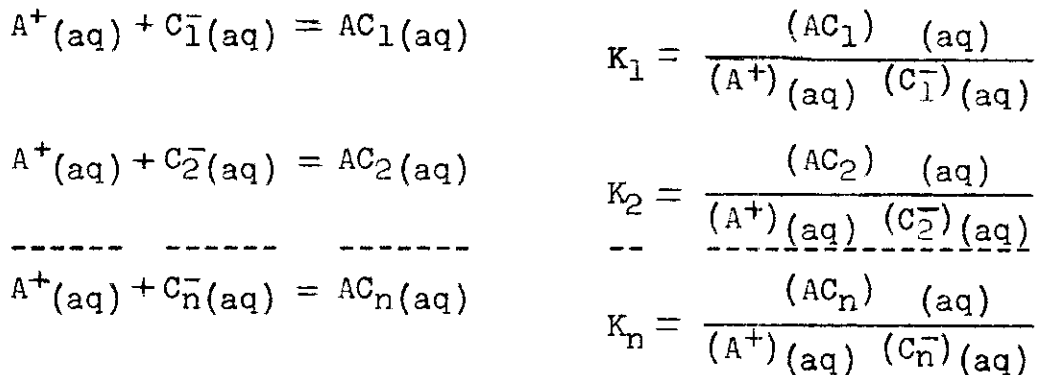 A⁺(aq) + C₁⁻(aq) = AC₁(aq)    K₁ = (AC₁) (aq) / (A⁺)(aq) (C₁⁻)(aq)
A⁺(aq) + C₂⁻(aq) = AC₂(aq)    K₂ = (AC₂) (aq) / (A⁺)(aq) (C₂⁻)(aq)
------ ------ ------- -- --------------
A⁺(aq) + Cₙ⁻(aq) = ACₙ(aq)    Kₙ = (ACₙ) (aq) / (A⁺)(aq) (Cₙ⁻)(aq)